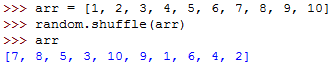 >>> arr = [1, 2, 3, 4, 5, 6, 7, 8, 9, 10]
>>> random.shuffle(arr)
>>> arr
[7, 8, 5, 3, 10, 9, 1, 6, 4, 2]